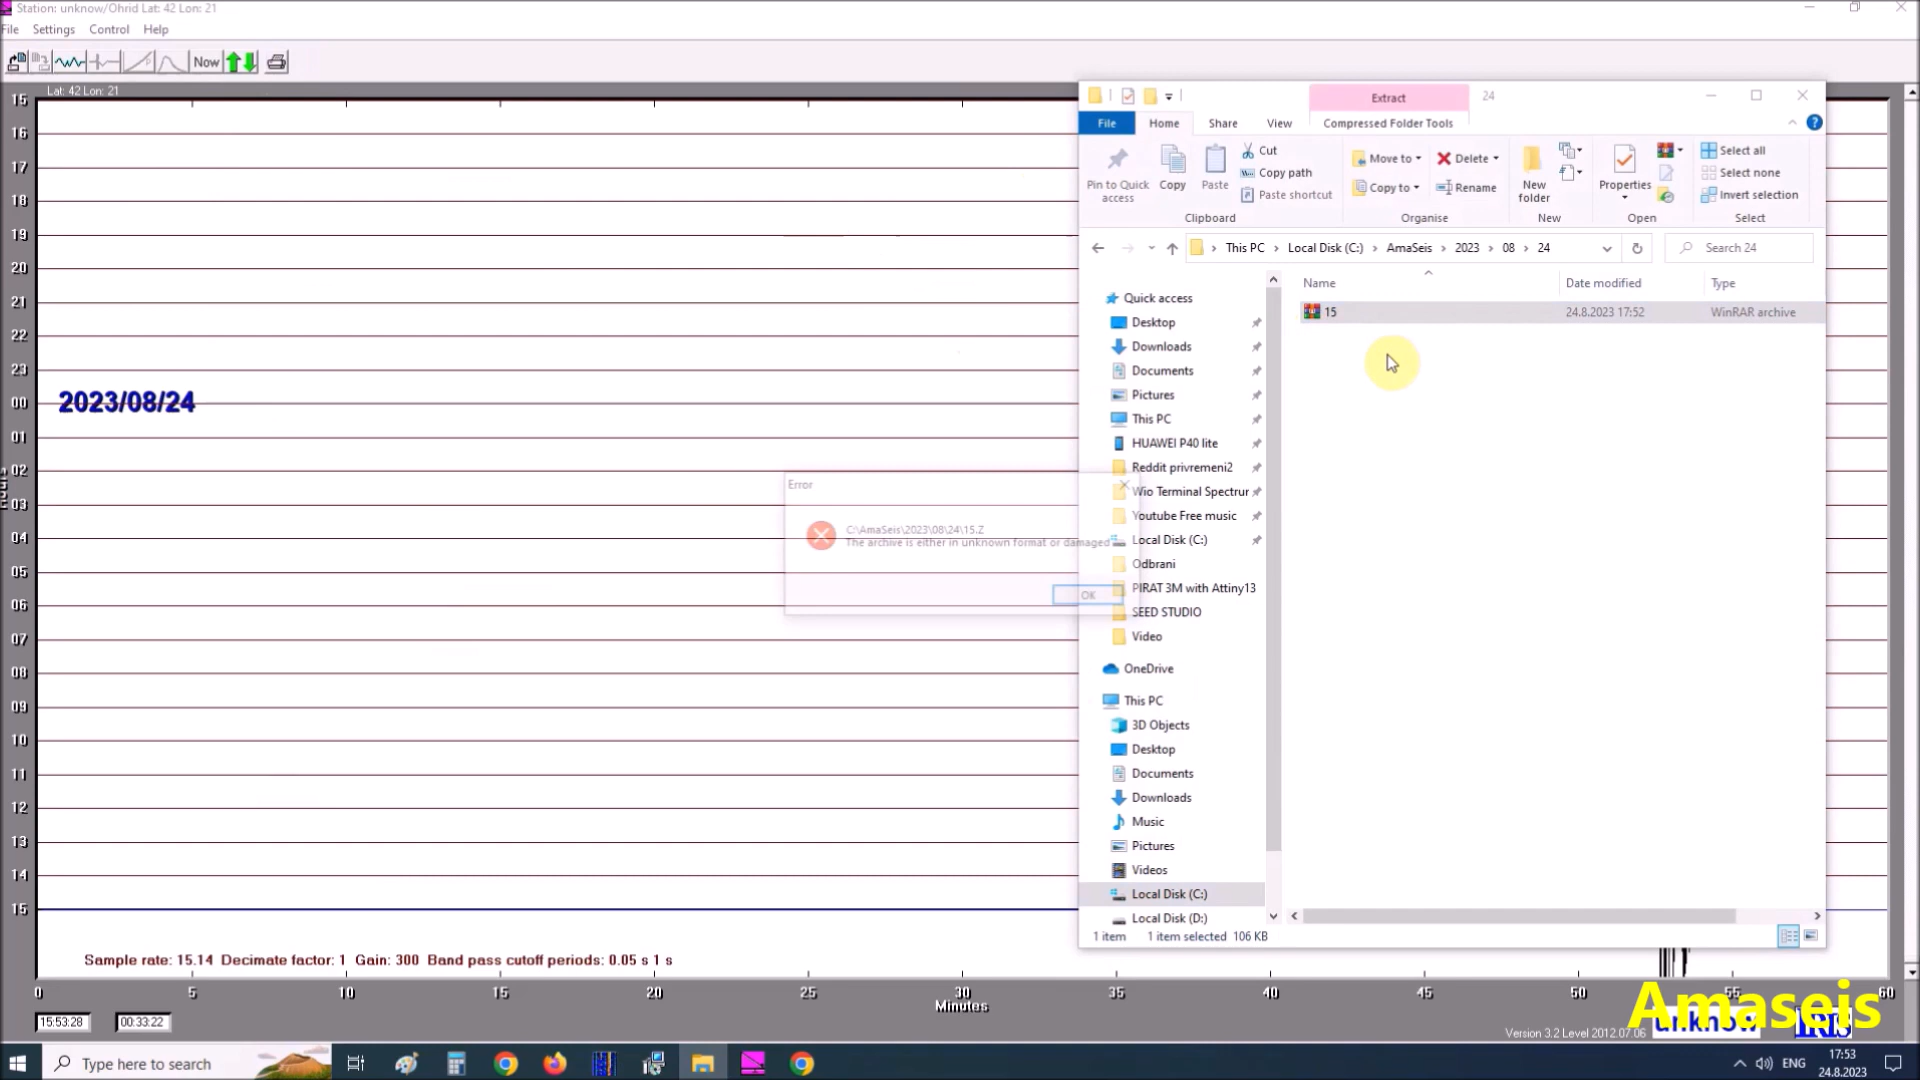 Station: unknow/Ohrid Lat: 42 Lon: 21
File Settings Control Help
Now
Lat: 42 Lon: 21
15
16
17
18
19
20
21
22
23
00
01
02
03
04
05
06
07
08
09
10
11
12
13
14
15
Hours
2023/08/24
Sample rate: 15.14 Decimate factor: 1 Gain: 300 Band pass cutoff periods: 0.05 s 1 s
0 5 10 15 20 25 30 35 40 45 50 55 60
Minutes
15:53:28 00:33:22
Version 3.2 Level 2012.07.06
unknow
IRIS
Amaseis
Error
C:\AmaSeis\2023\08\24\15.Z
The archive is either in unknown format or damaged
OK
Extract 24
File Home Share View Compressed Folder Tools
Pin to Quick access
Copy
Paste
Cut
Copy path
Paste shortcut
Clipboard
Move to
Copy to
Delete
Rename
Organise
New folder
New
Properties
Open
Select all
Select none
Invert selection
Select
This PC > Local Disk (C:) > AmaSeis > 2023 > 08 > 24
Search 24
Name Date modified Type
15 24.8.2023 17:52 WinRAR archive
Quick access
Desktop
Downloads
Documents
Pictures
This PC
HUAWEI P40 lite
Reddit privremeni2
Wio Terminal Spectrur
Youtube Free music
Local Disk (C:)
Odbrani
PIRAT 3M with Attiny13
SEED STUDIO
Video
OneDrive
This PC
3D Objects
Desktop
Documents
Downloads
Music
Pictures
Videos
Local Disk (C:)
Local Disk (D:)
1 item 1 item selected 106 KB
Type here to search
ENG
17:53
24.8.2023